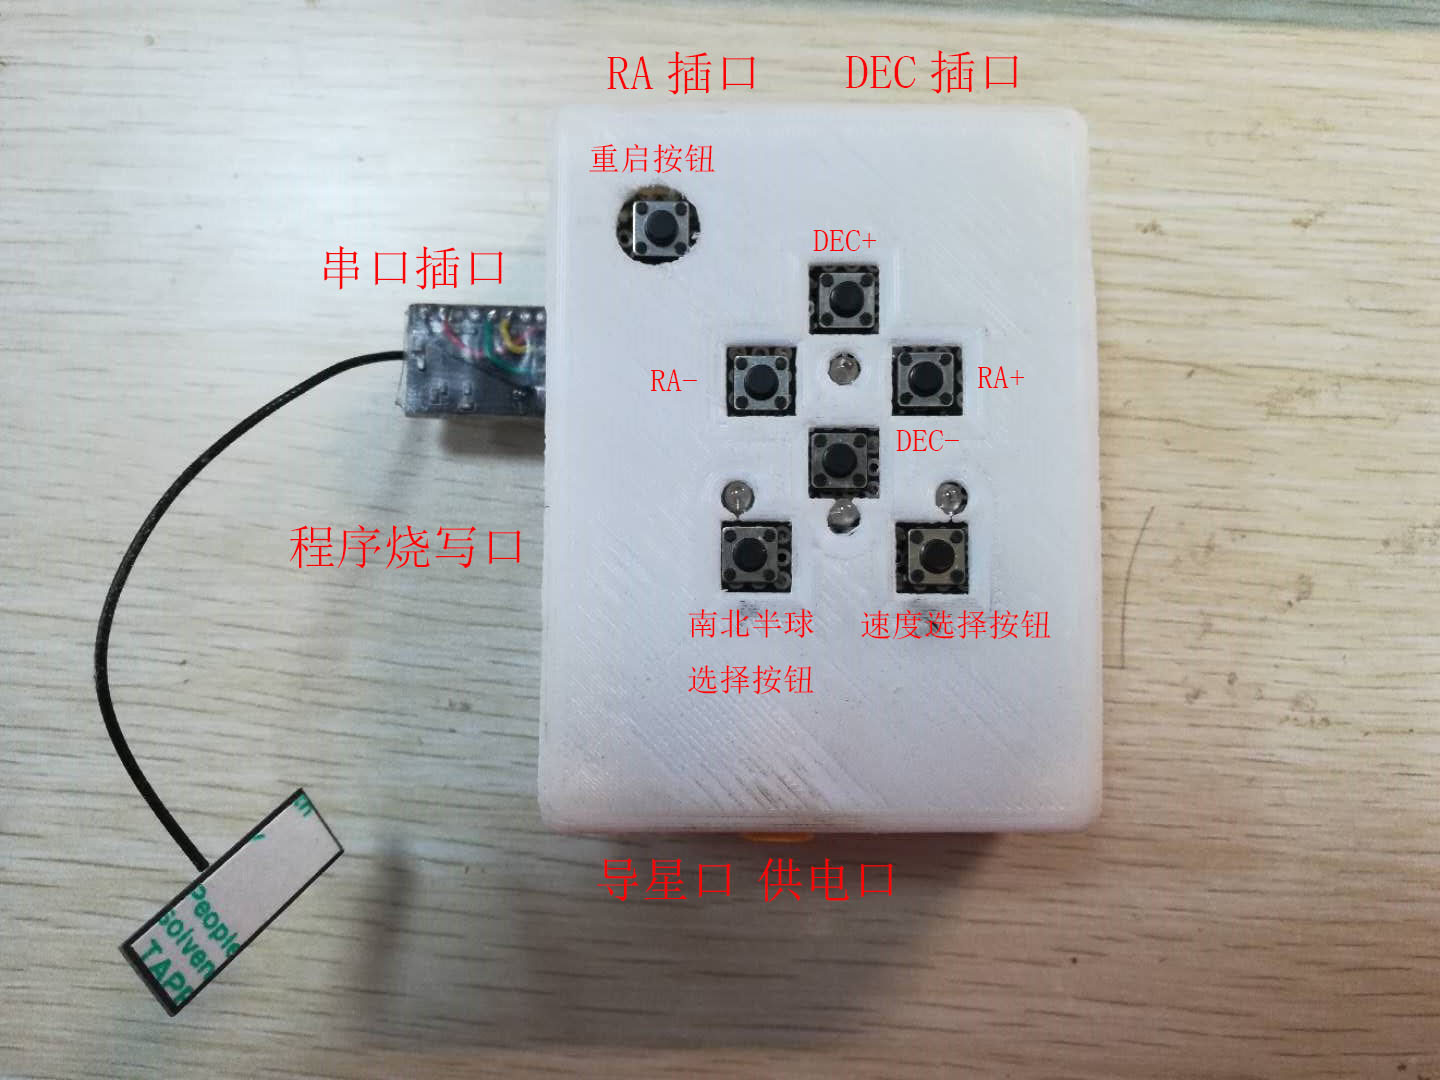 RA 插口
DEC 插口
重启按钮
DEC+
串口插口
RA-
RA+
DEC-
程序烧写口
南北半球
选择按钮
速度选择按钮
导星口
供电口
People
solven
TAP